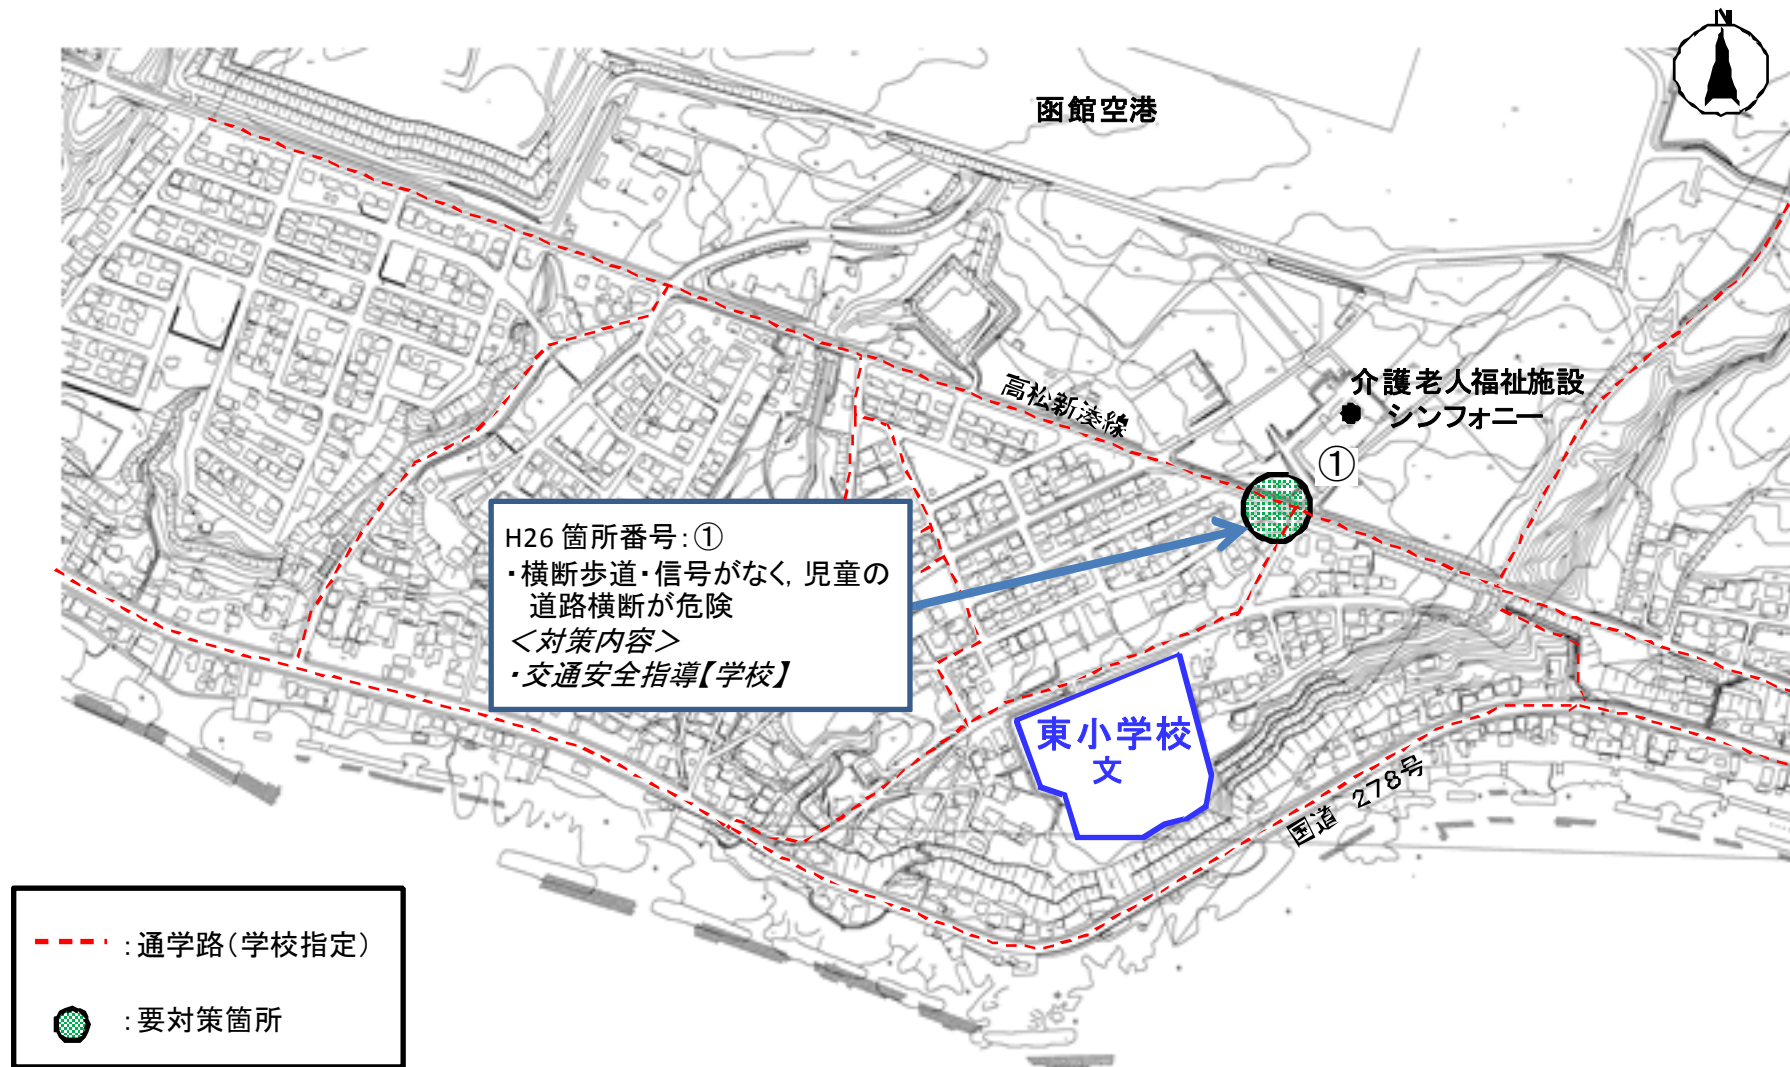 N
函館空港
高松新湊線
介護老人福祉施設
● シンフォニー
①
H26 箇所番号:①
・横断歩道・信号がなく, 児童の
道路横断が危険
<対策内容>
・交通安全指導【学校】
東小学校
文
国道 278号
:通学路(学校指定)
:要対策箇所